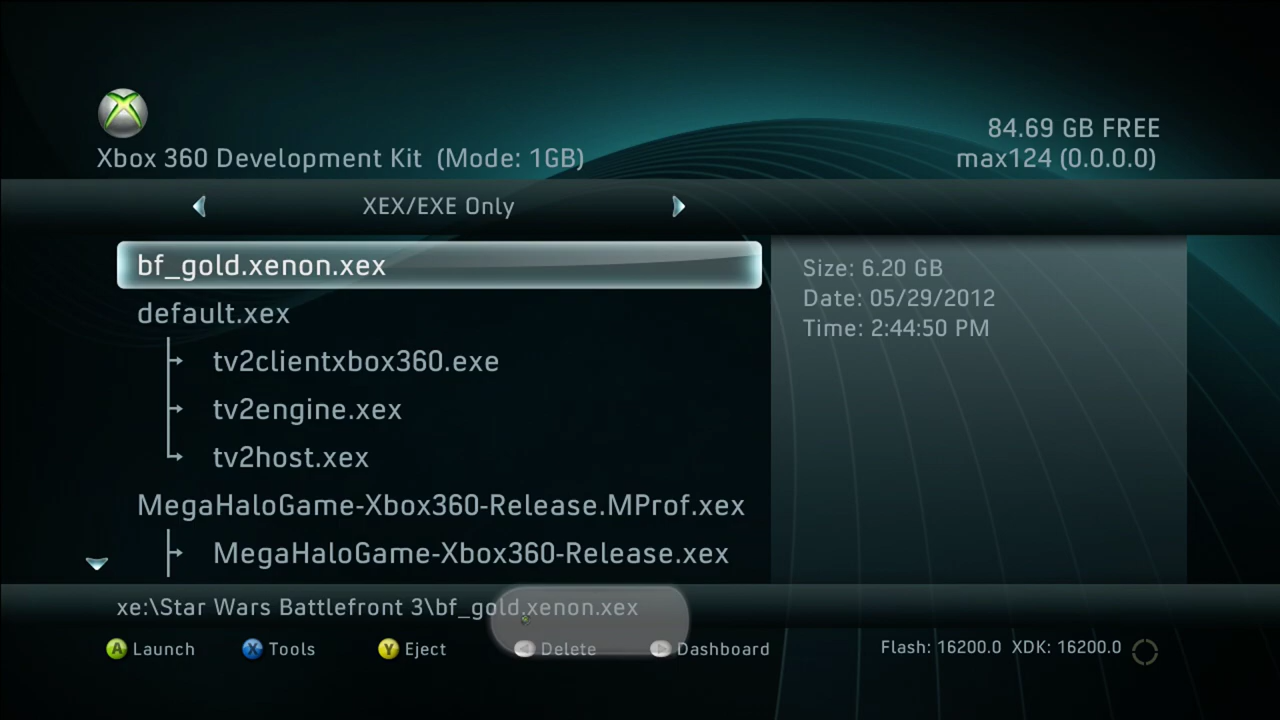 84.69 GB FREE
Xbox 360 Development Kit (Mode: 1GB)
max124 (0.0.0.0)
XEX/EXE Only
bf_gold.xenon.xex
default.xex
tv2clientxbox360.exe
tv2engine.xex
tv2host.xex
MegaHaloGame-Xbox360-Release.MProf.xex
MegaHaloGame-Xbox360-Release.xex
Size: 6.20 GB
Date: 05/29/2012
Time: 2:44:50 PM
xe:\Star Wars Battlefront 3\bf_gold.xenon.xex
A Launch X Tools Y Eject Delete Dashboard Flash: 16200.0 XDK: 16200.0